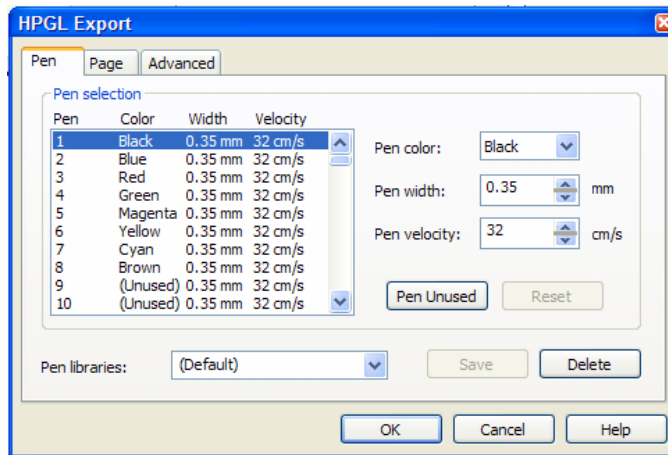 HPGL Export
Pen Page Advanced
Pen selection
Pen Color Width Velocity
1 Black 0.35 mm 32 cm/s
2 Blue 0.35 mm 32 cm/s
3 Red 0.35 mm 32 cm/s
4 Green 0.35 mm 32 cm/s
5 Magenta 0.35 mm 32 cm/s
6 Yellow 0.35 mm 32 cm/s
7 Cyan 0.35 mm 32 cm/s
8 Brown 0.35 mm 32 cm/s
9 (Unused) 0.35 mm 32 cm/s
10 (Unused) 0.35 mm 32 cm/s
Pen color: Black
Pen width: 0.35 mm
Pen velocity: 32 cm/s
Pen Unused Reset
Pen libraries: (Default) Save Delete
OK Cancel Help